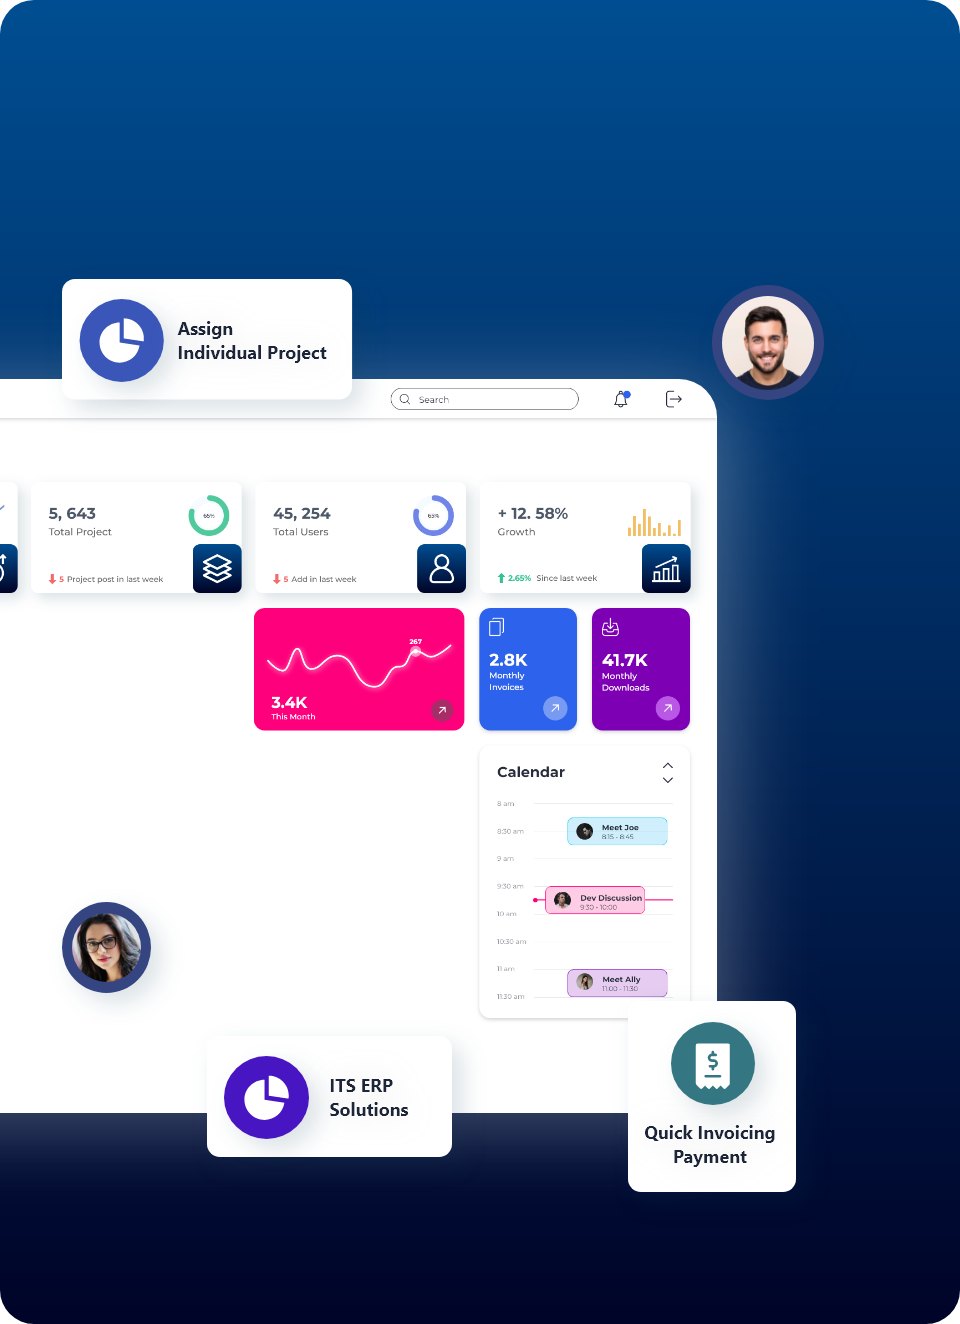 Assign
Individual Project
Search
5, 643
Total Project
65%
5 Project post in last week
45, 254
Total Users
65%
5 Add in last week
+ 12. 58%
Growth
2.65% Since last week
267
3.4K
This Month
2.8K
Monthly
Invoices
41.7K
Monthly
Downloads
Calendar
8 am
8:30 am
Meet Joe
8:15 - 8:45
9 am
9:30 am
Dev Discussion
9:30 - 10:00
10 am
10:30 am
11 am
Meet Ally
11:00 - 11:30
11:30 am
ITS ERP
Solutions
Quick Invoicing
Payment